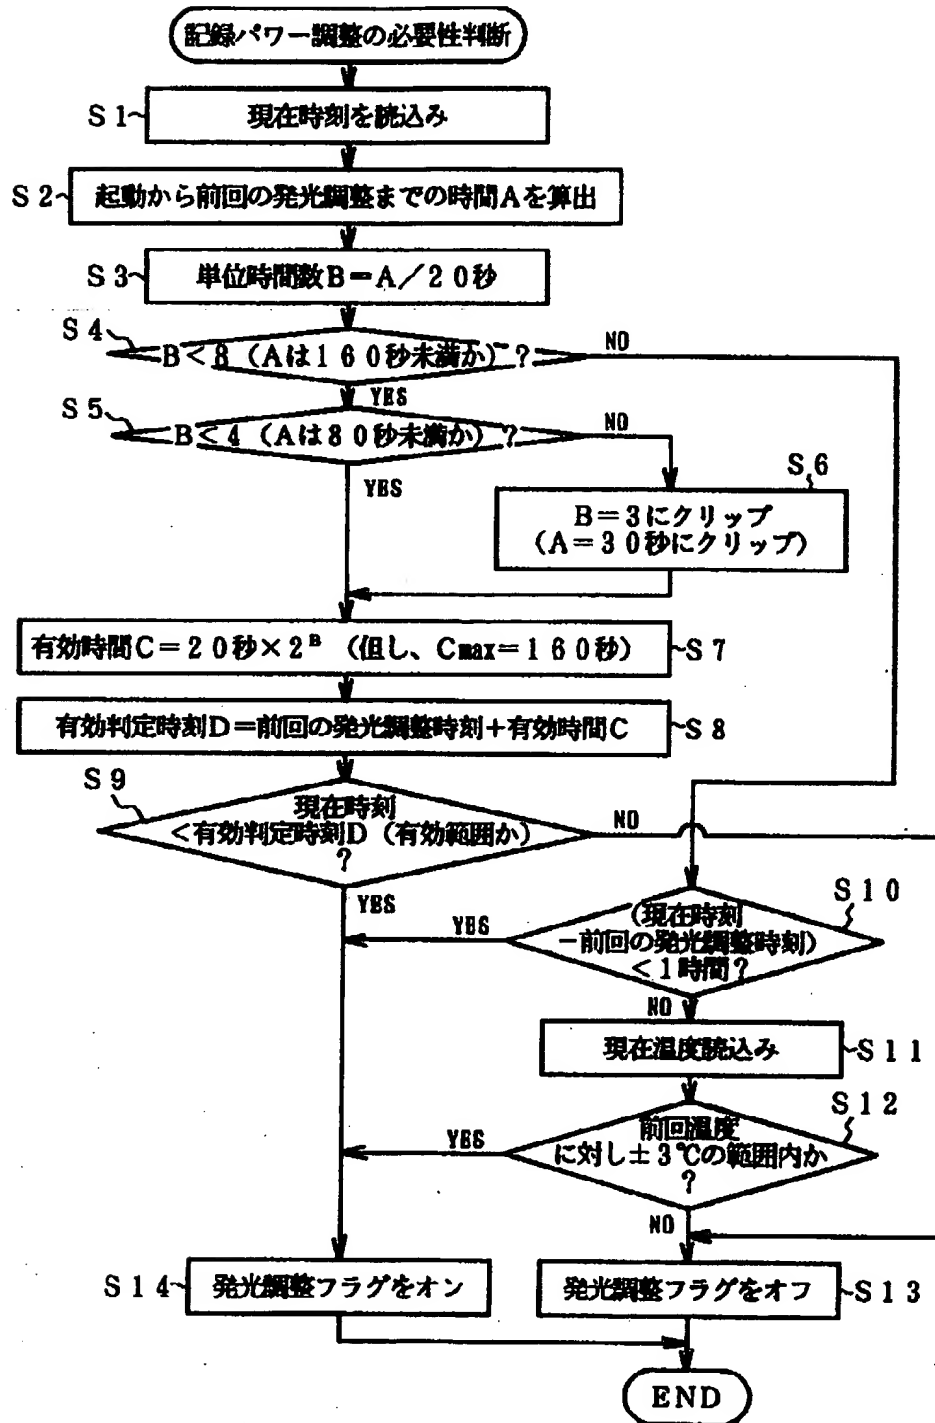 記録パワー調整の必要性判断
S1
現在時刻を読込み
S2
起動から前回の発光調整までの時間Aを算出
S3
単位時間数B=A/20秒
S4
B<8(Aは160秒未満か)?
NO
YES
S5
B<4(Aは80秒未満か)?
NO
YES
S6
B=3にクリップ
(A=30秒にクリップ)
有効時間C=20秒×2ᴮ (但し、Cmax=160秒)
S7
有効判定時刻D=前回の発光調整時刻+有効時間C
S8
S9
現在時刻
<有効判定時刻D(有効範囲か)
?
NO
YES
S10
(現在時刻
-前回の発光調整時刻)
<1時間?
YES
NO
現在温度読込み
S11
S12
前回温度
に対し±3℃の範囲内か
?
YES
NO
S14
発光調整フラグをオン
発光調整フラグをオフ
S13
END